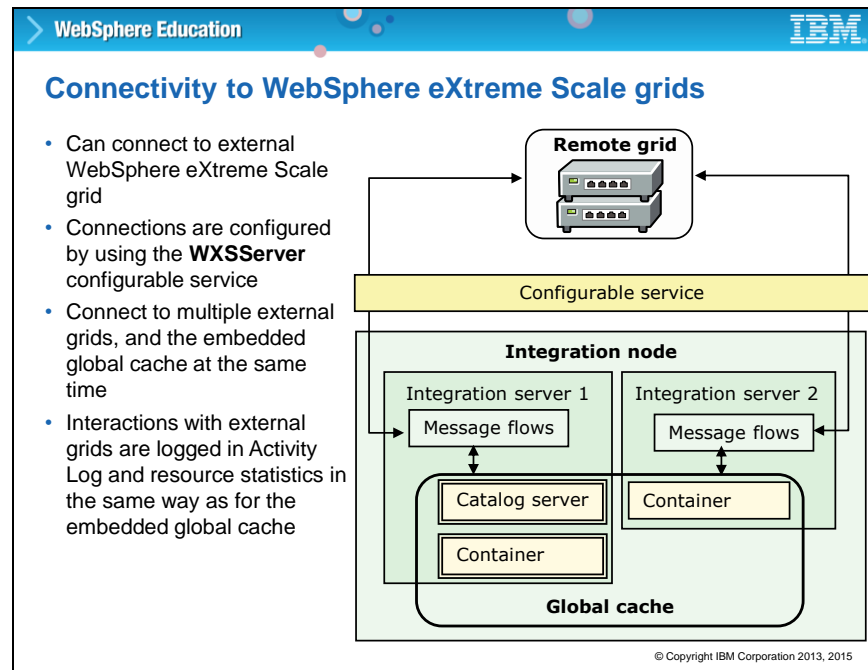 WebSphere Education
IBM
Connectivity to WebSphere eXtreme Scale grids
• Can connect to external
WebSphere eXtreme Scale
grid
• Connections are configured
by using the WXSServer
configurable service
• Connect to multiple external
grids, and the embedded
global cache at the same
time
• Interactions with external
grids are logged in Activity
Log and resource statistics in
the same way as for the
embedded global cache
Remote grid
Configurable service
Integration node
Integration server 1
Message flows
Catalog server
Container
Integration server 2
Message flows
Container
Global cache
© Copyright IBM Corporation 2013, 2015